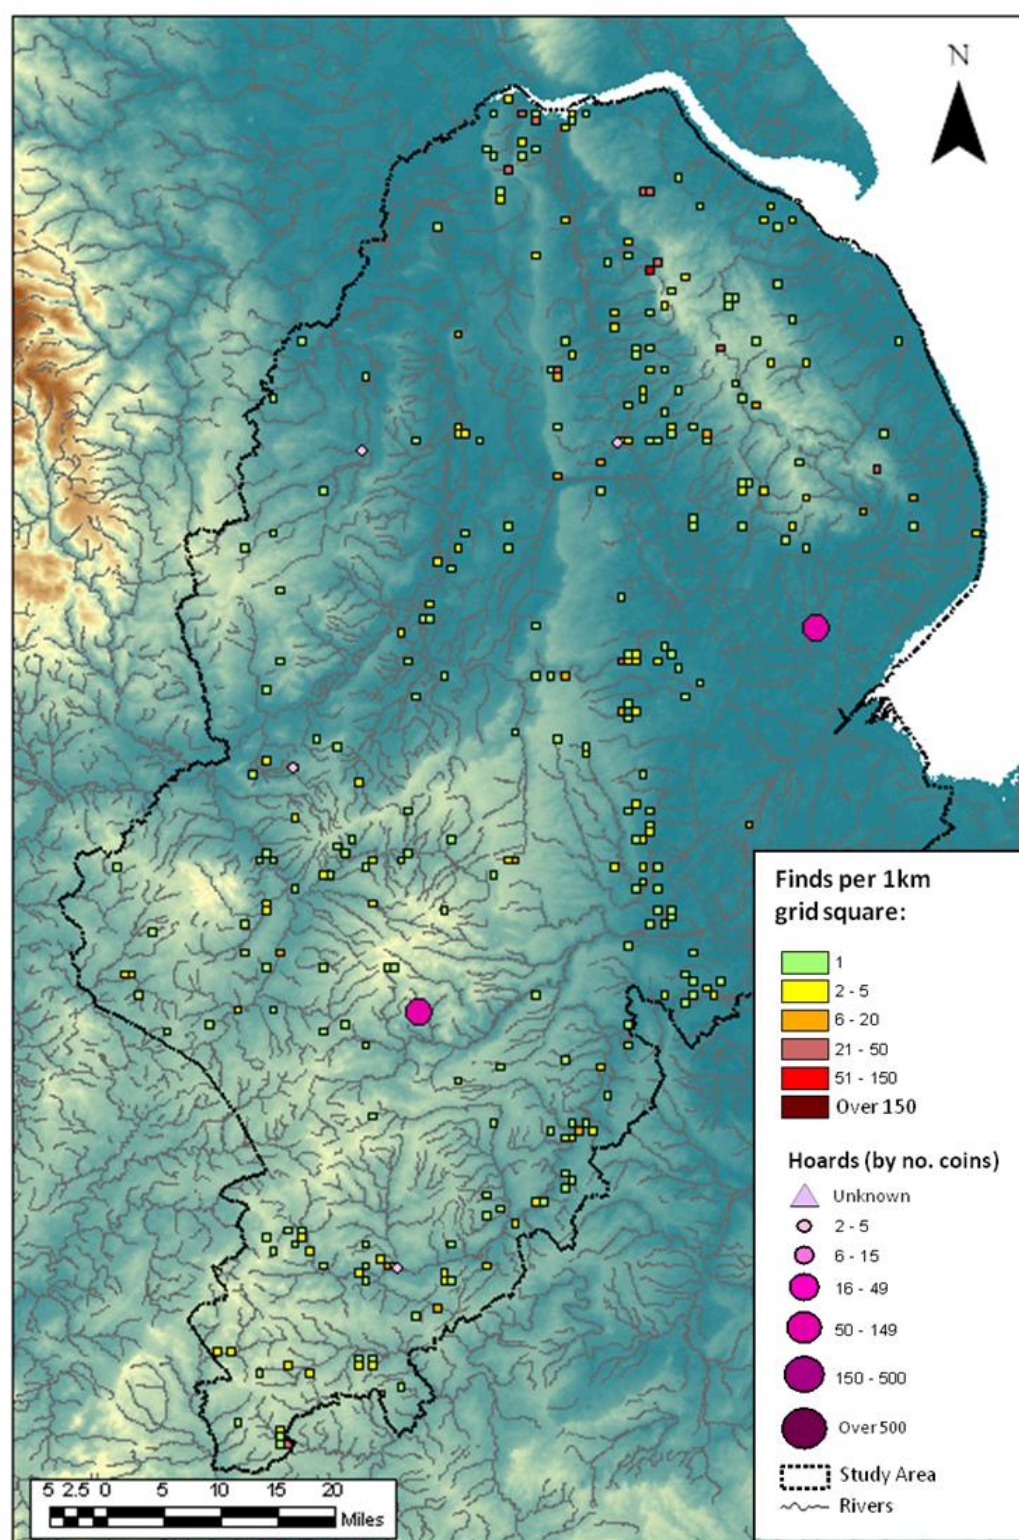 N
Finds per 1km
grid square:
1
2 - 5
6 - 20
21 - 50
51 - 150
Over 150
Hoards (by no. coins)
Unknown
2 - 5
6 - 15
16 - 49
50 - 149
150 - 500
Over 500
Study Area
Rivers
5 2.5 0 5 10 15 20
Miles